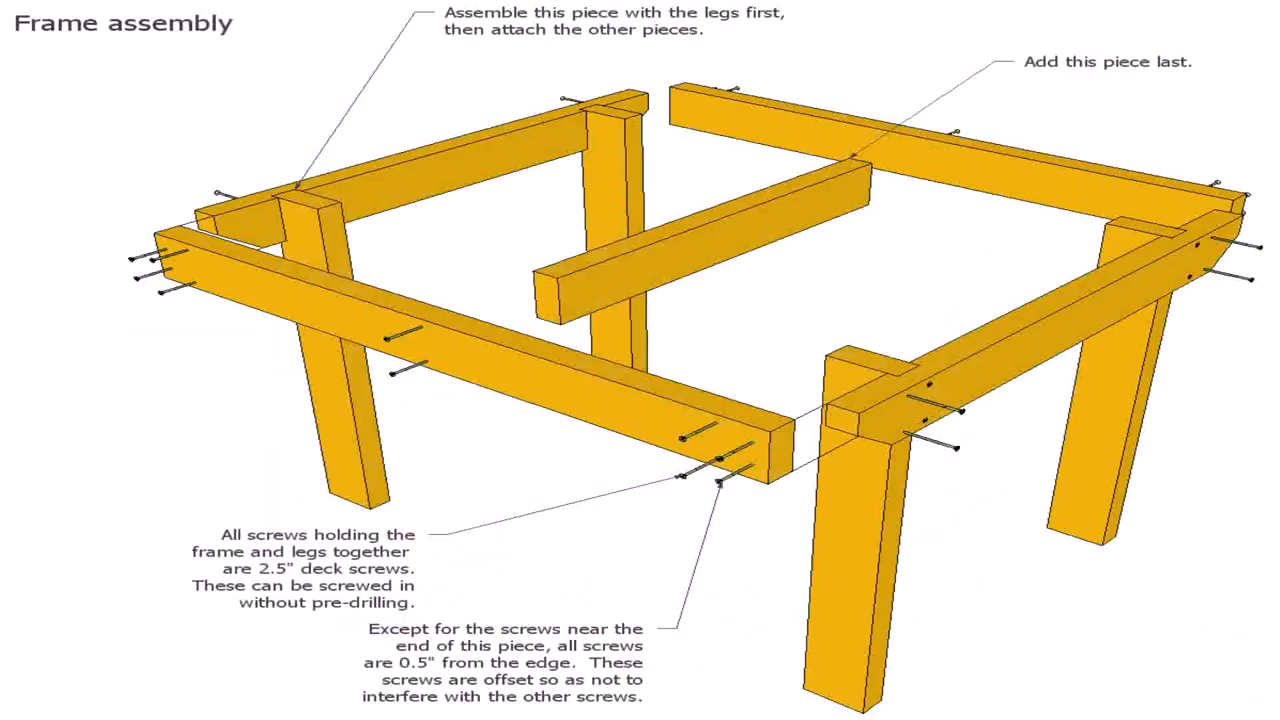 Frame assembly
Assemble this piece with the legs first,
then attach the other pieces.
Add this piece last.
All screws holding the
frame and legs together
are 2.5" deck screws.
These can be screwed in
without pre-drilling.
Except for the screws near the
end of this piece, all screws
are 0.5" from the edge.  These
screws are offset so as not to
interfere with the other screws.